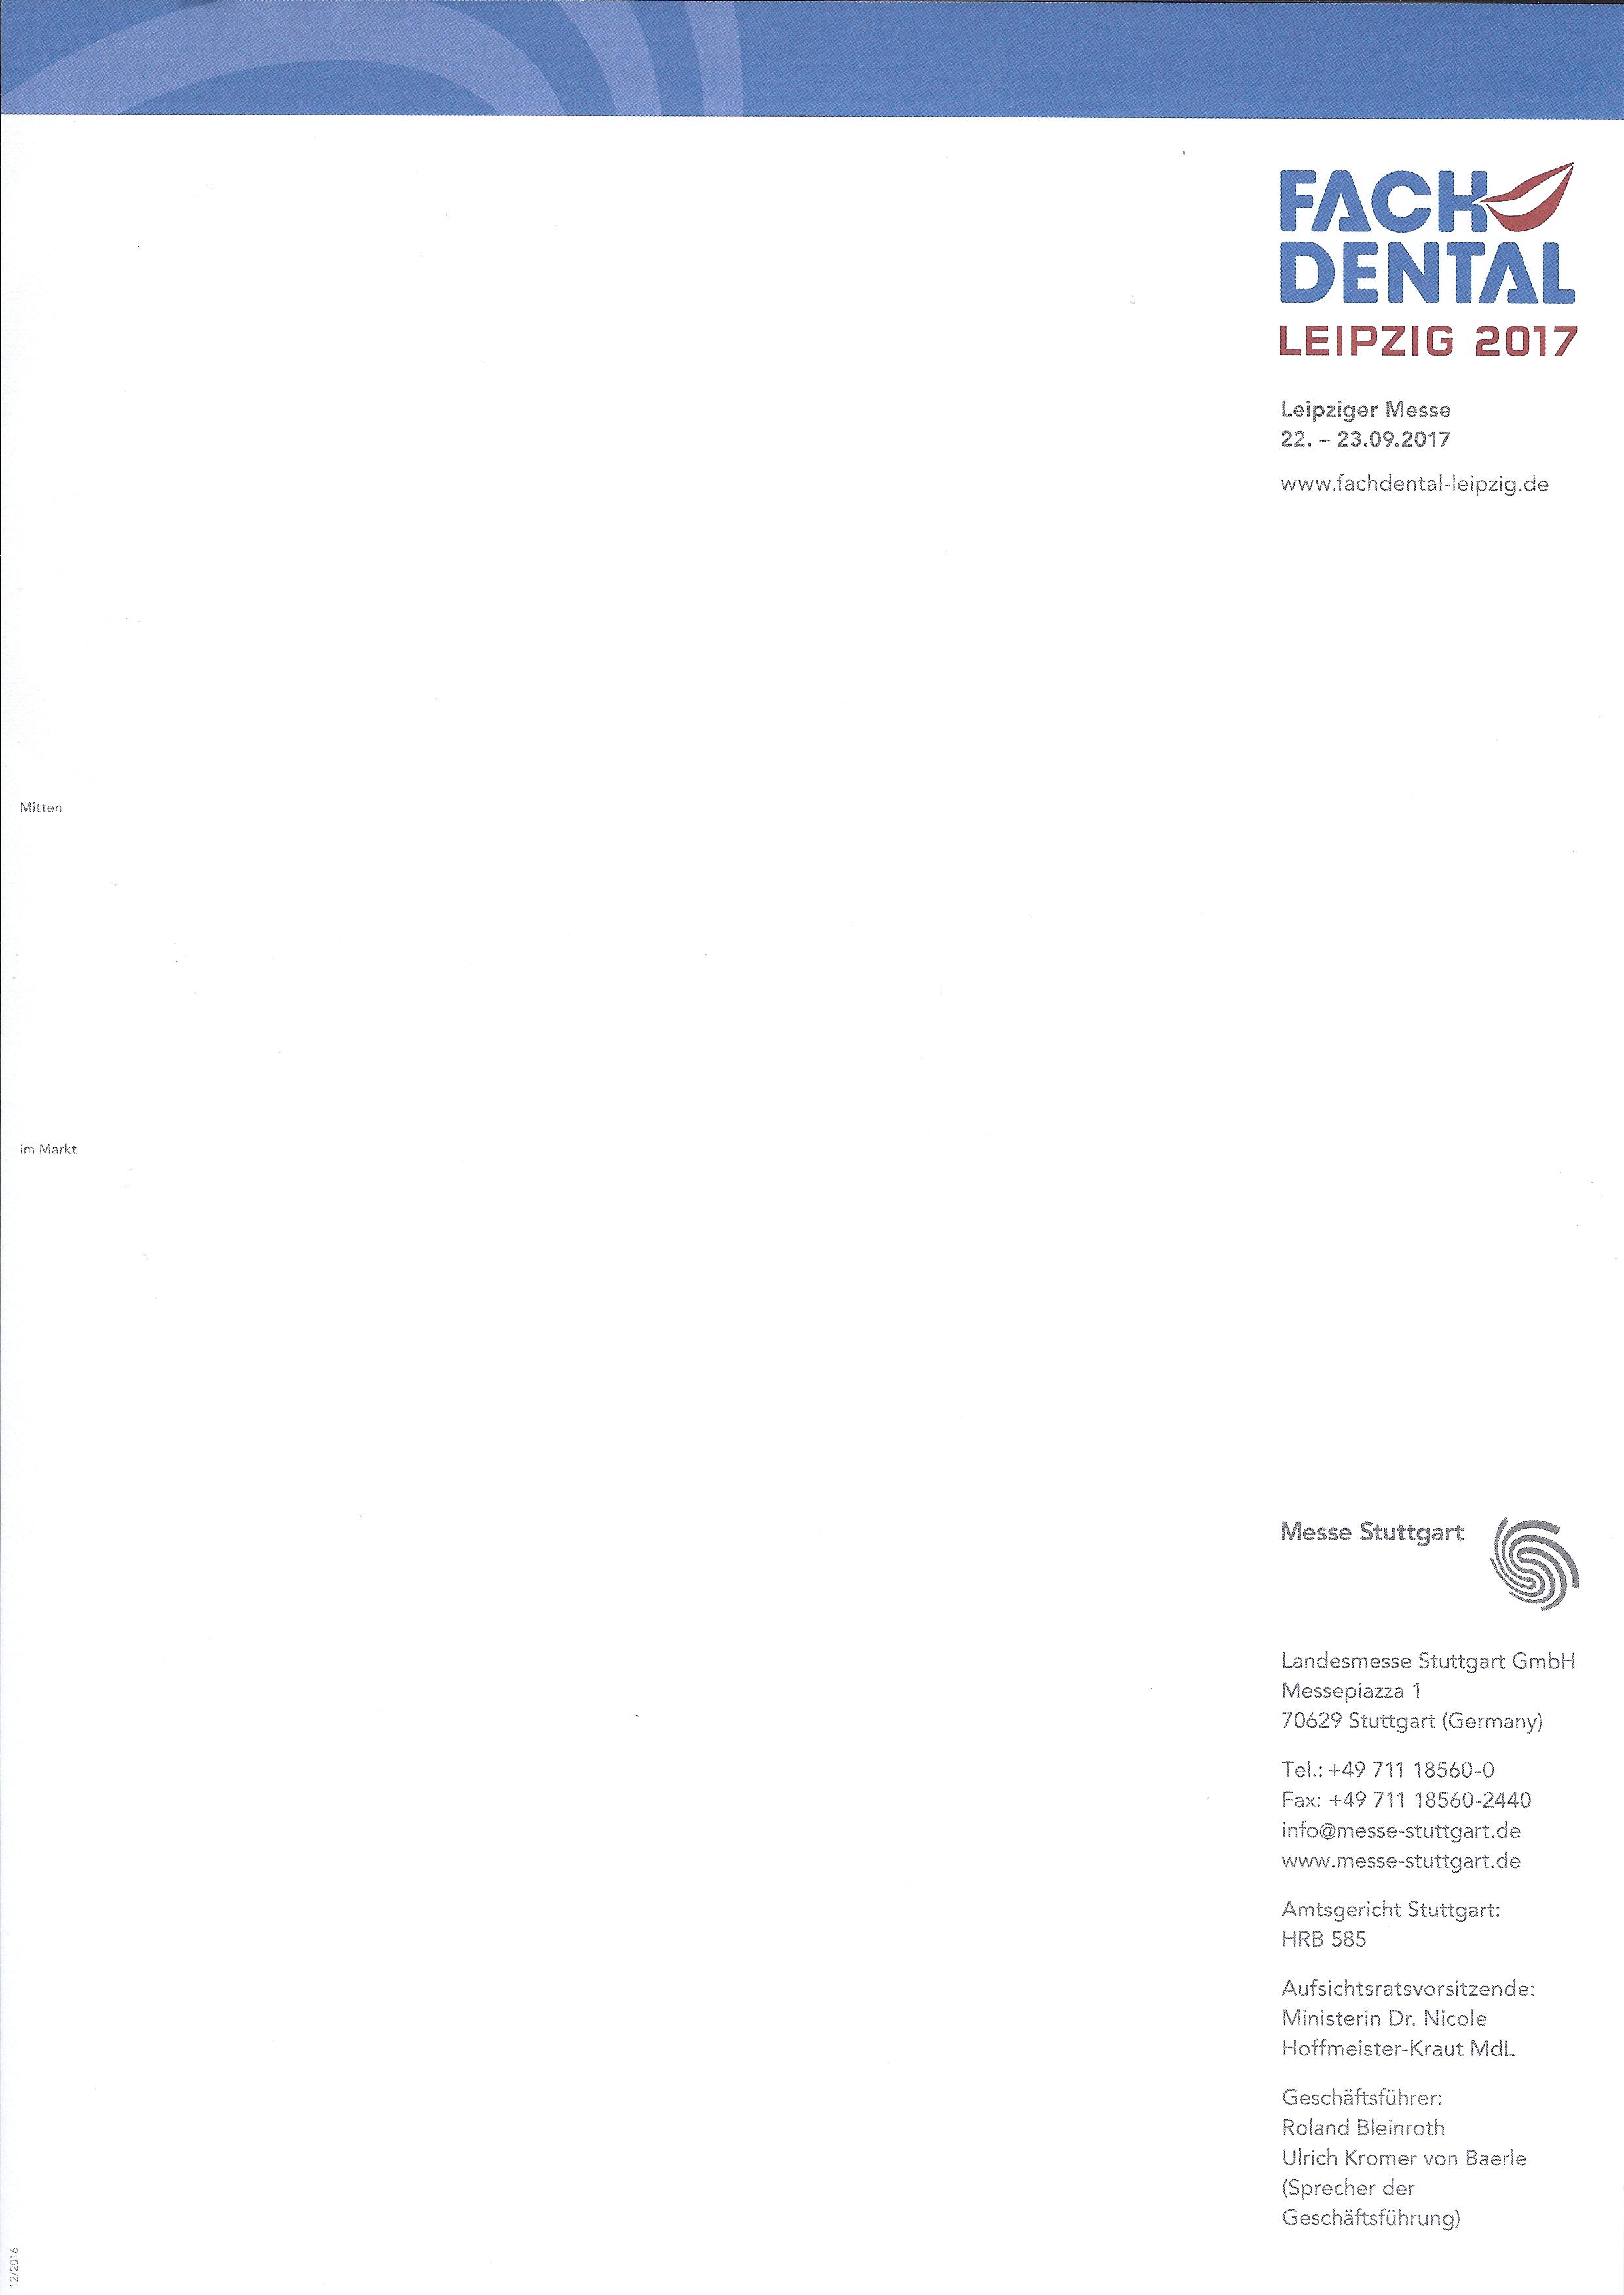 FACH
DENTAL
LEIPZIG 2017
Leipziger Messe
22. – 23.09.2017
www.fachdental-leipzig.de
Mitten
im Markt
Messe Stuttgart
Landesmesse Stuttgart GmbH
Messepiazza 1
70629 Stuttgart (Germany)
Tel.: +49 711 18560-0
Fax: +49 711 18560-2440
info@messe-stuttgart.de
www.messe-stuttgart.de
Amtsgericht Stuttgart:
HRB 585
Aufsichtsratsvorsitzende:
Ministerin Dr. Nicole
Hoffmeister-Kraut MdL
Geschäftsführer:
Roland Bleinroth
Ulrich Kromer von Baerle
(Sprecher der
Geschäftsführung)
12/2016